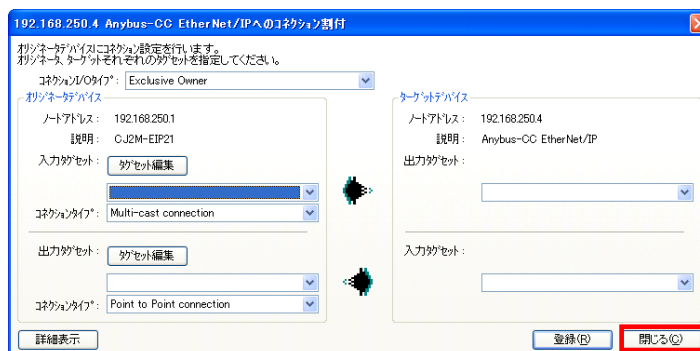 192.168.250.4 Anybus-CC EtherNet/IPへのコネクション割付
オリジネータデバイスにコネクション設定を行います。
オリジネータ、ターゲットそれぞれのタグセットを指定してください。
コネクションI/Oタイプ： Exclusive Owner
オリジネータデバイス
ノードアドレス： 192.168.250.1
説明： CJ2M-EIP21
入力タグセット： タグセット編集
コネクションタイプ： Multi-cast connection
出力タグセット： タグセット編集
コネクションタイプ： Point to Point connection
ターゲットデバイス
ノードアドレス： 192.168.250.4
説明： Anybus-CC EtherNet/IP
出力タグセット：
入力タグセット：
詳細表示 登録(R) 閉じる(C)